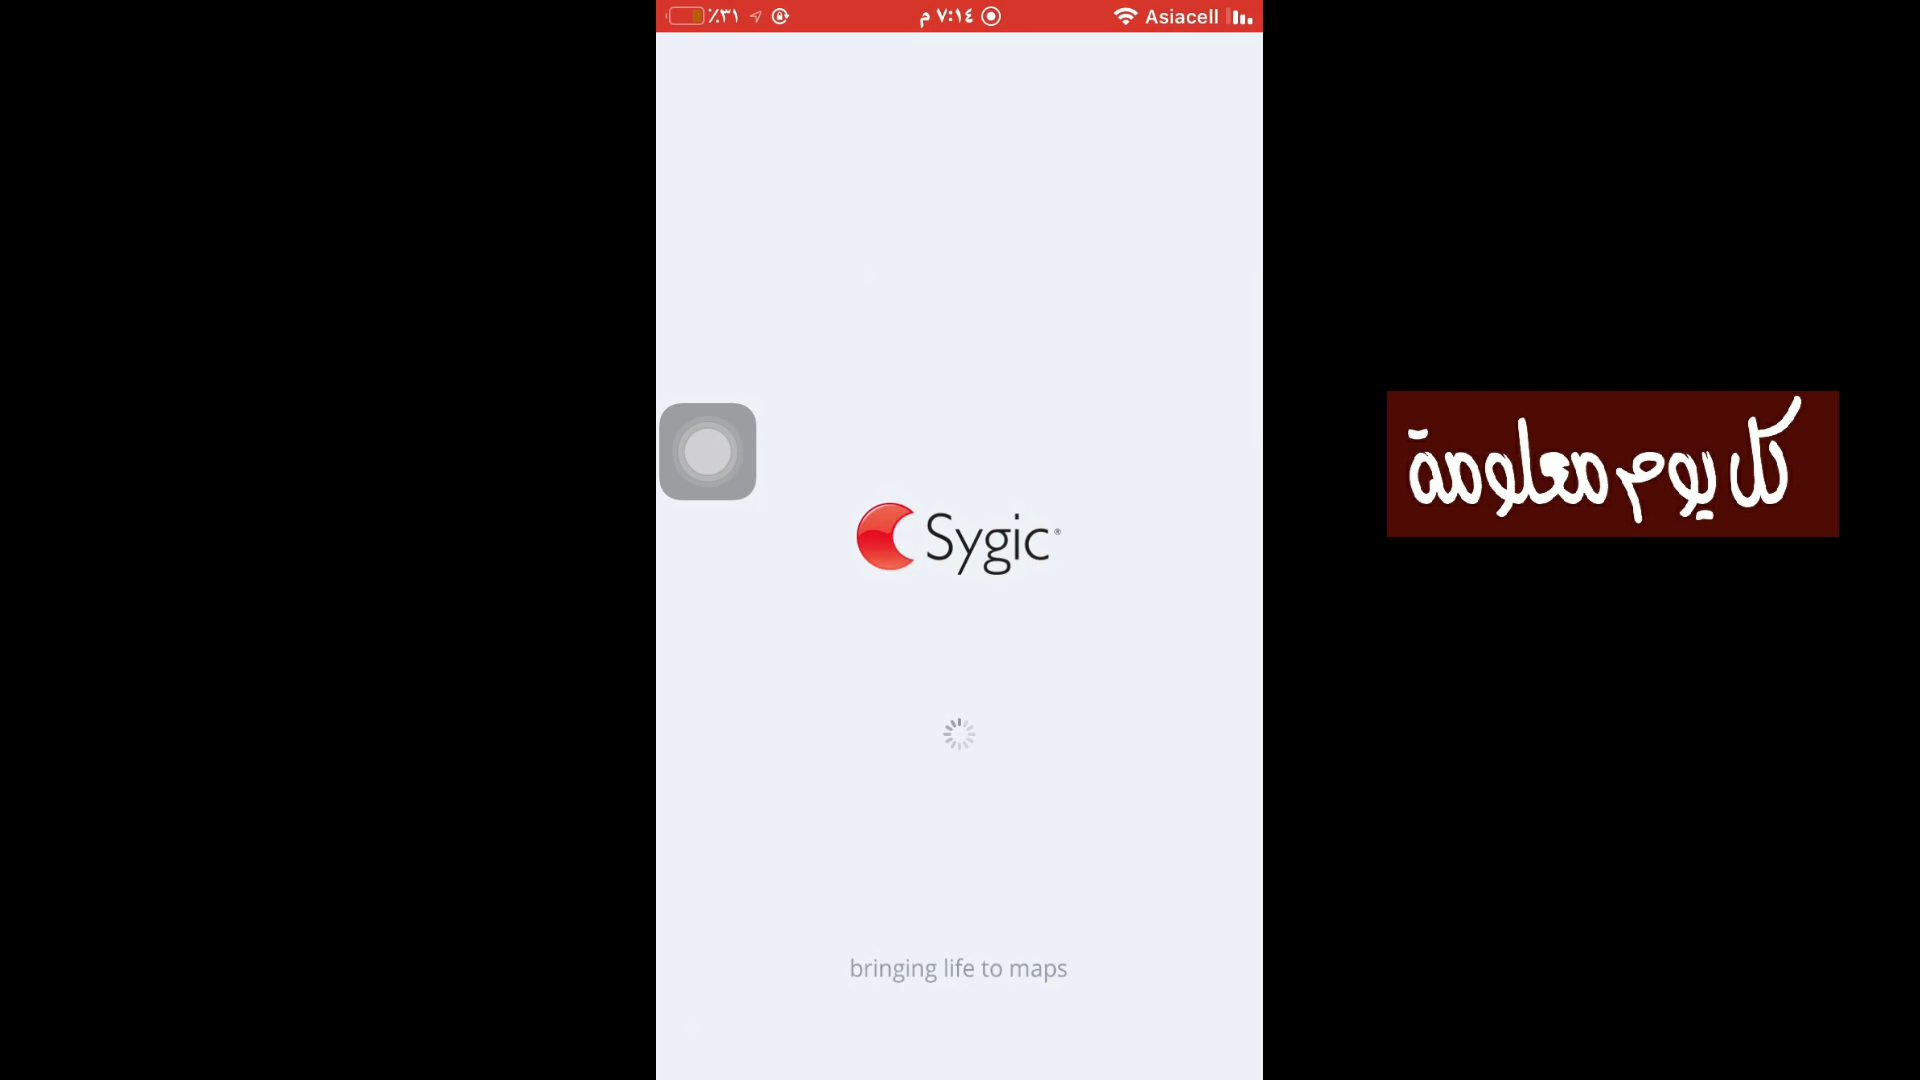 ٪٣١ ٧:١٤ م Asiacell
كل يوم معلومة
Sygic®
bringing life to maps